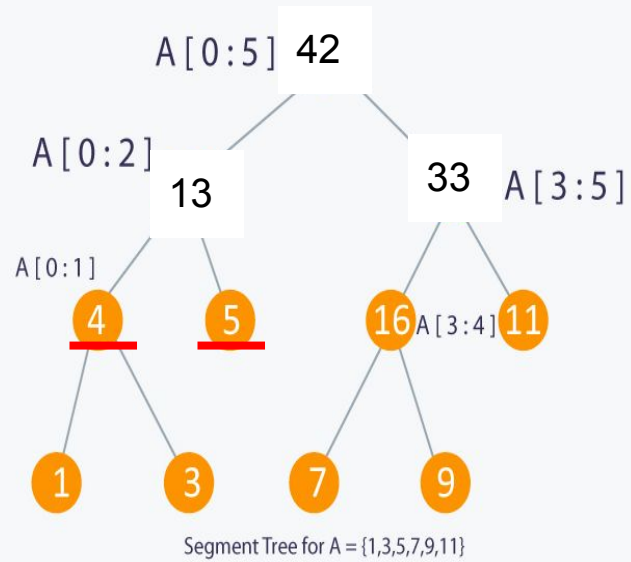 A[0:5] 42
A[0:2]
13
33 A[3:5]
A[0:1]
4 5 16 A[3:4] 11
1 3 7 9
Segment Tree for A = {1,3,5,7,9,11}